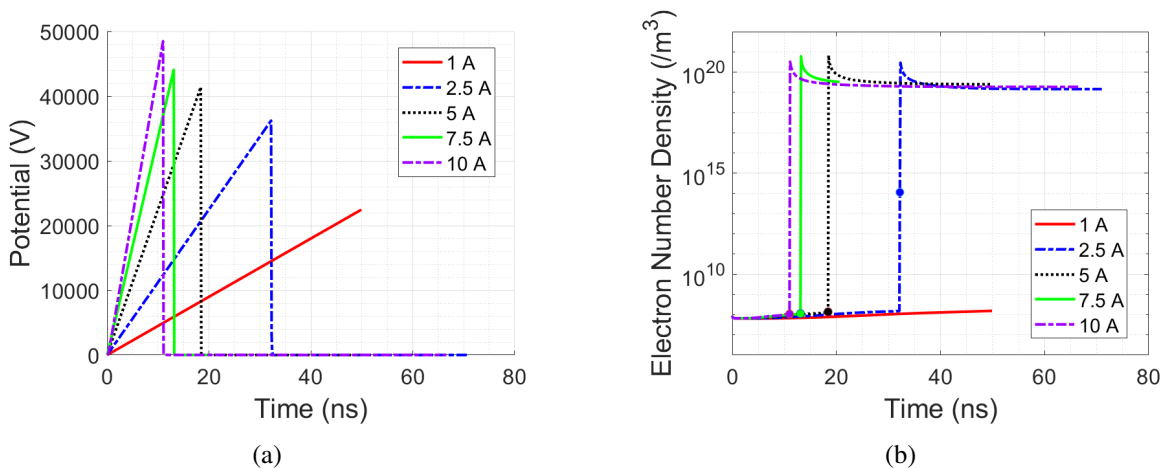 50000
40000
30000
20000
10000
0
Potential (V)
0 20 40 60 80
Time (ns)
1 A
2.5 A
5 A
7.5 A
10 A
(a)
10^20
10^15
10^10
Electron Number Density (/m^3)
0 20 40 60 80
Time (ns)
1 A
2.5 A
5 A
7.5 A
10 A
(b)